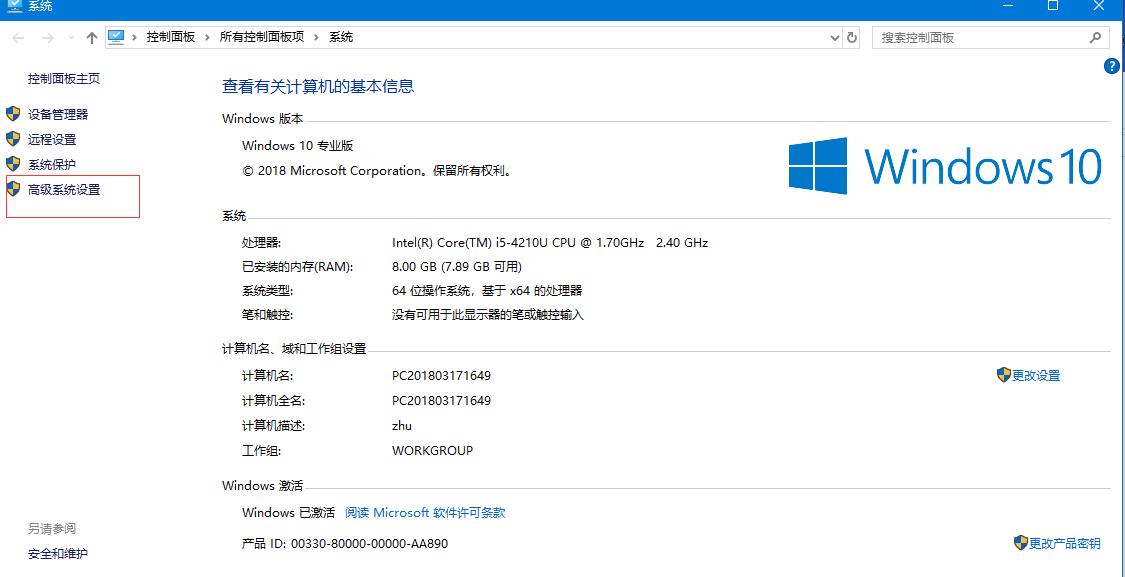 系统
控制面板 › 所有控制面板项 › 系统
搜索控制面板
?
控制面板主页
设备管理器
远程设置
系统保护
高级系统设置
查看有关计算机的基本信息
Windows 版本
Windows 10 专业版
© 2018 Microsoft Corporation。保留所有权利。
Windows 10
系统
处理器: Intel(R) Core(TM) i5-4210U CPU @ 1.70GHz 2.40 GHz
已安装的内存(RAM): 8.00 GB (7.89 GB 可用)
系统类型: 64 位操作系统，基于 x64 的处理器
笔和触控: 没有可用于此显示器的笔或触控输入
计算机名、域和工作组设置
计算机名: PC201803171649 更改设置
计算机全名: PC201803171649
计算机描述: zhu
工作组: WORKGROUP
Windows 激活
Windows 已激活 阅读 Microsoft 软件许可条款
产品 ID: 00330-80000-00000-AA890 更改产品密钥
另请参阅
安全和维护